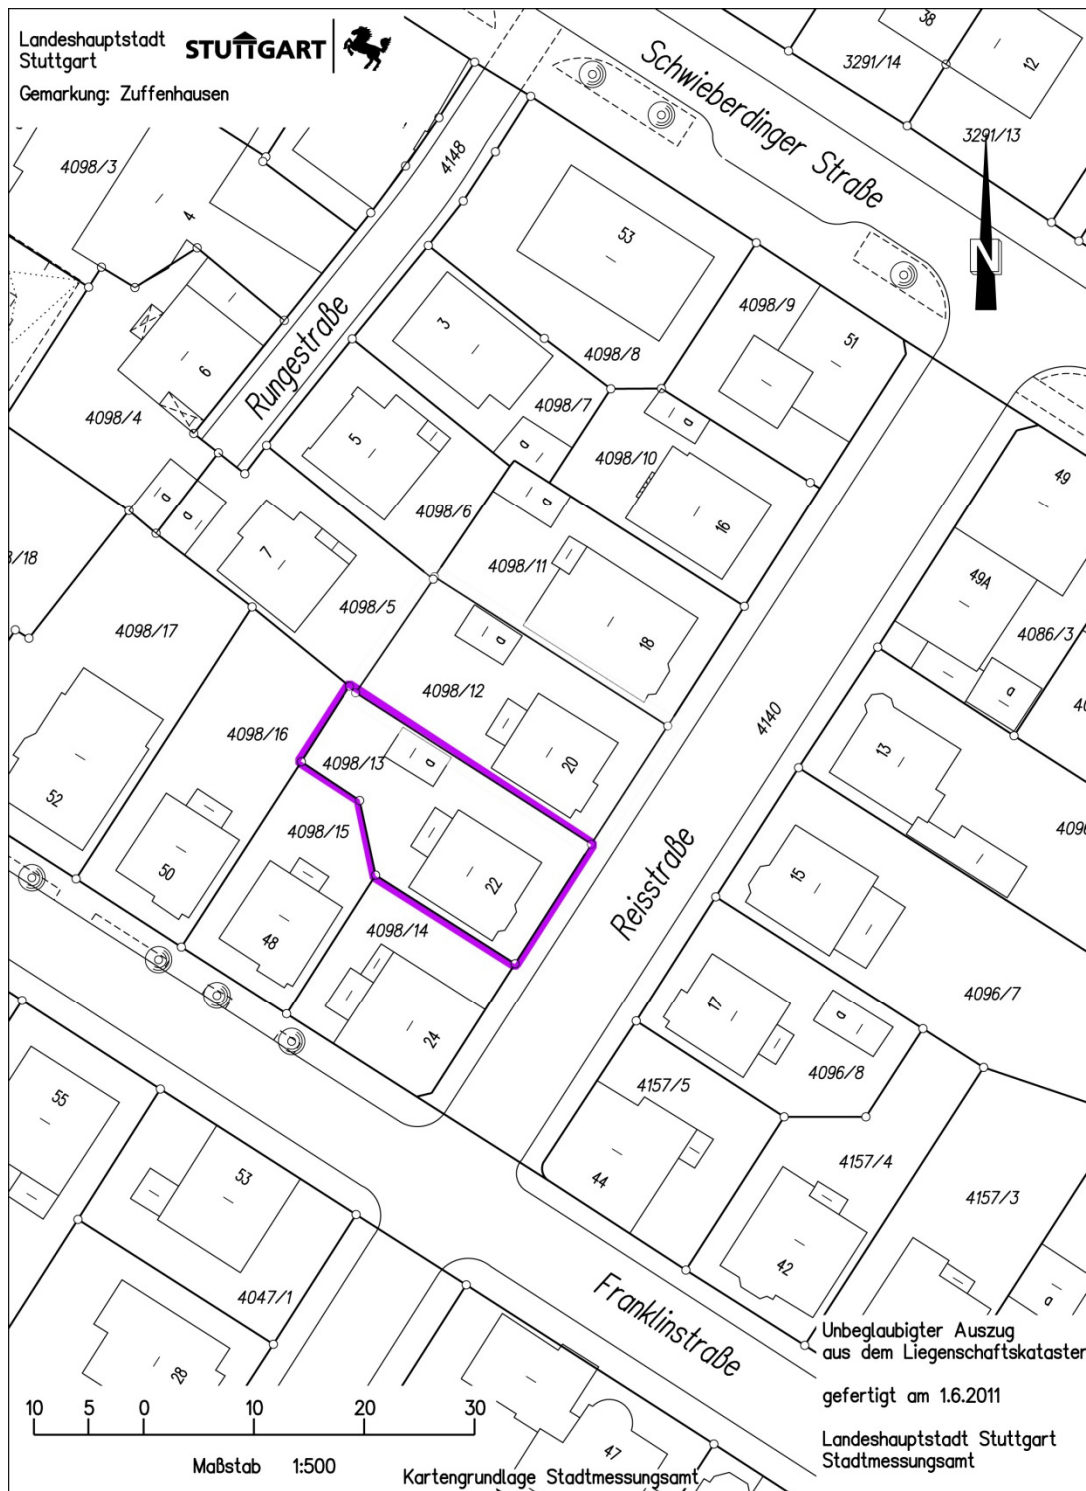 Landeshauptstadt
Stuttgart
STUTTGART
Gemarkung: Zuffenhausen
Schwieberdinger Straße
38
12
3291/14
3291/13
N
4098/3
4
4148
53
4098/9
51
3
4098/8
Rungestraße
6
4098/4
4098/7
a
5
4098/10
a
49
a
a
4098/6
a
16
7
4098/11
49A
4098/5
4098/17
18
4086/3
a
a
4098/12
4098/16
4140
20
13
4098/13
a
52
4098/15
Reisstraße
50
22
15
48
4098/14
4096/7
17
a
24
4096/8
4157/5
55
53
44
4157/4
4157/3
42
4047/1
Franklinstraße
a
28
47
Unbeglaubigter Auszug
aus dem Liegenschaftskataster
gefertigt am 1.6.2011
Landeshauptstadt Stuttgart
Stadtmessungsamt
10 5 0 10 20 30
Maßstab 1:500
Kartengrundlage Stadtmessungsamt